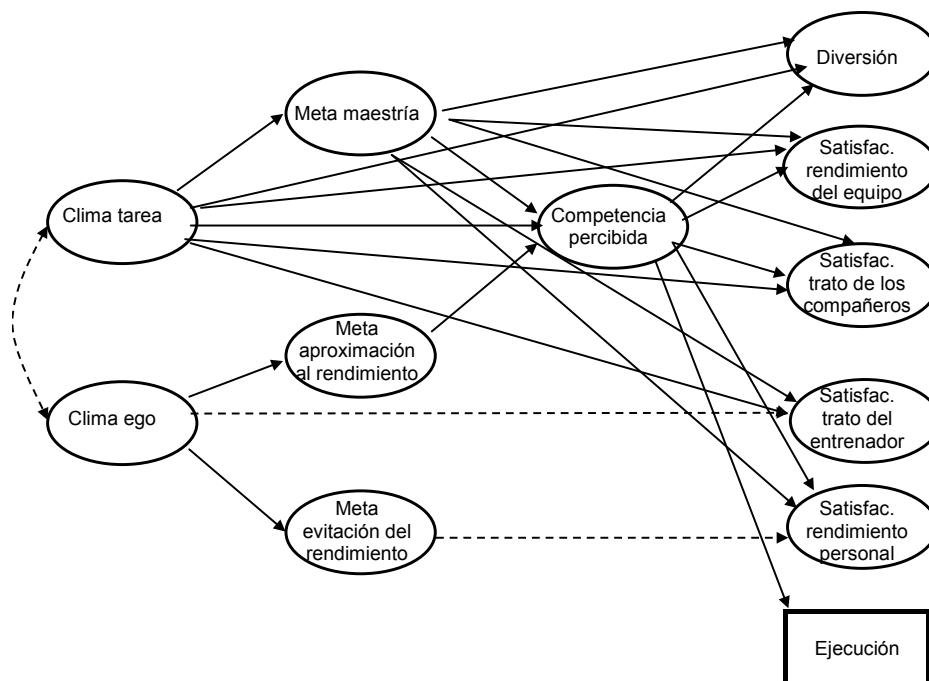 Diversión
Meta maestría
Satisfac.
rendimiento
del equipo
Clima tarea
Competencia
percibida
Satisfac.
trato de los
compañeros
Meta
aproximación
al rendimiento
Clima ego
Satisfac.
trato del
entrenador
Meta
evitación del
rendimiento
Satisfac.
rendimiento
personal
Ejecución